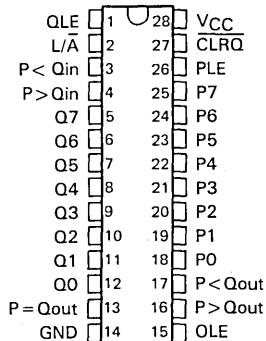 QLE 1 28 VCC
L/A̅ 2 27 C̅L̅R̅Q̅
P<Qin 3 26 PLE
P>Qin 4 25 P7
Q7 5 24 P6
Q6 6 23 P5
Q5 7 22 P4
Q4 8 21 P3
Q3 9 20 P2
Q2 10 19 P1
Q1 11 18 P0
Q0 12 17 P<Qout
P=Qout 13 16 P>Qout
GND 14 15 OLE